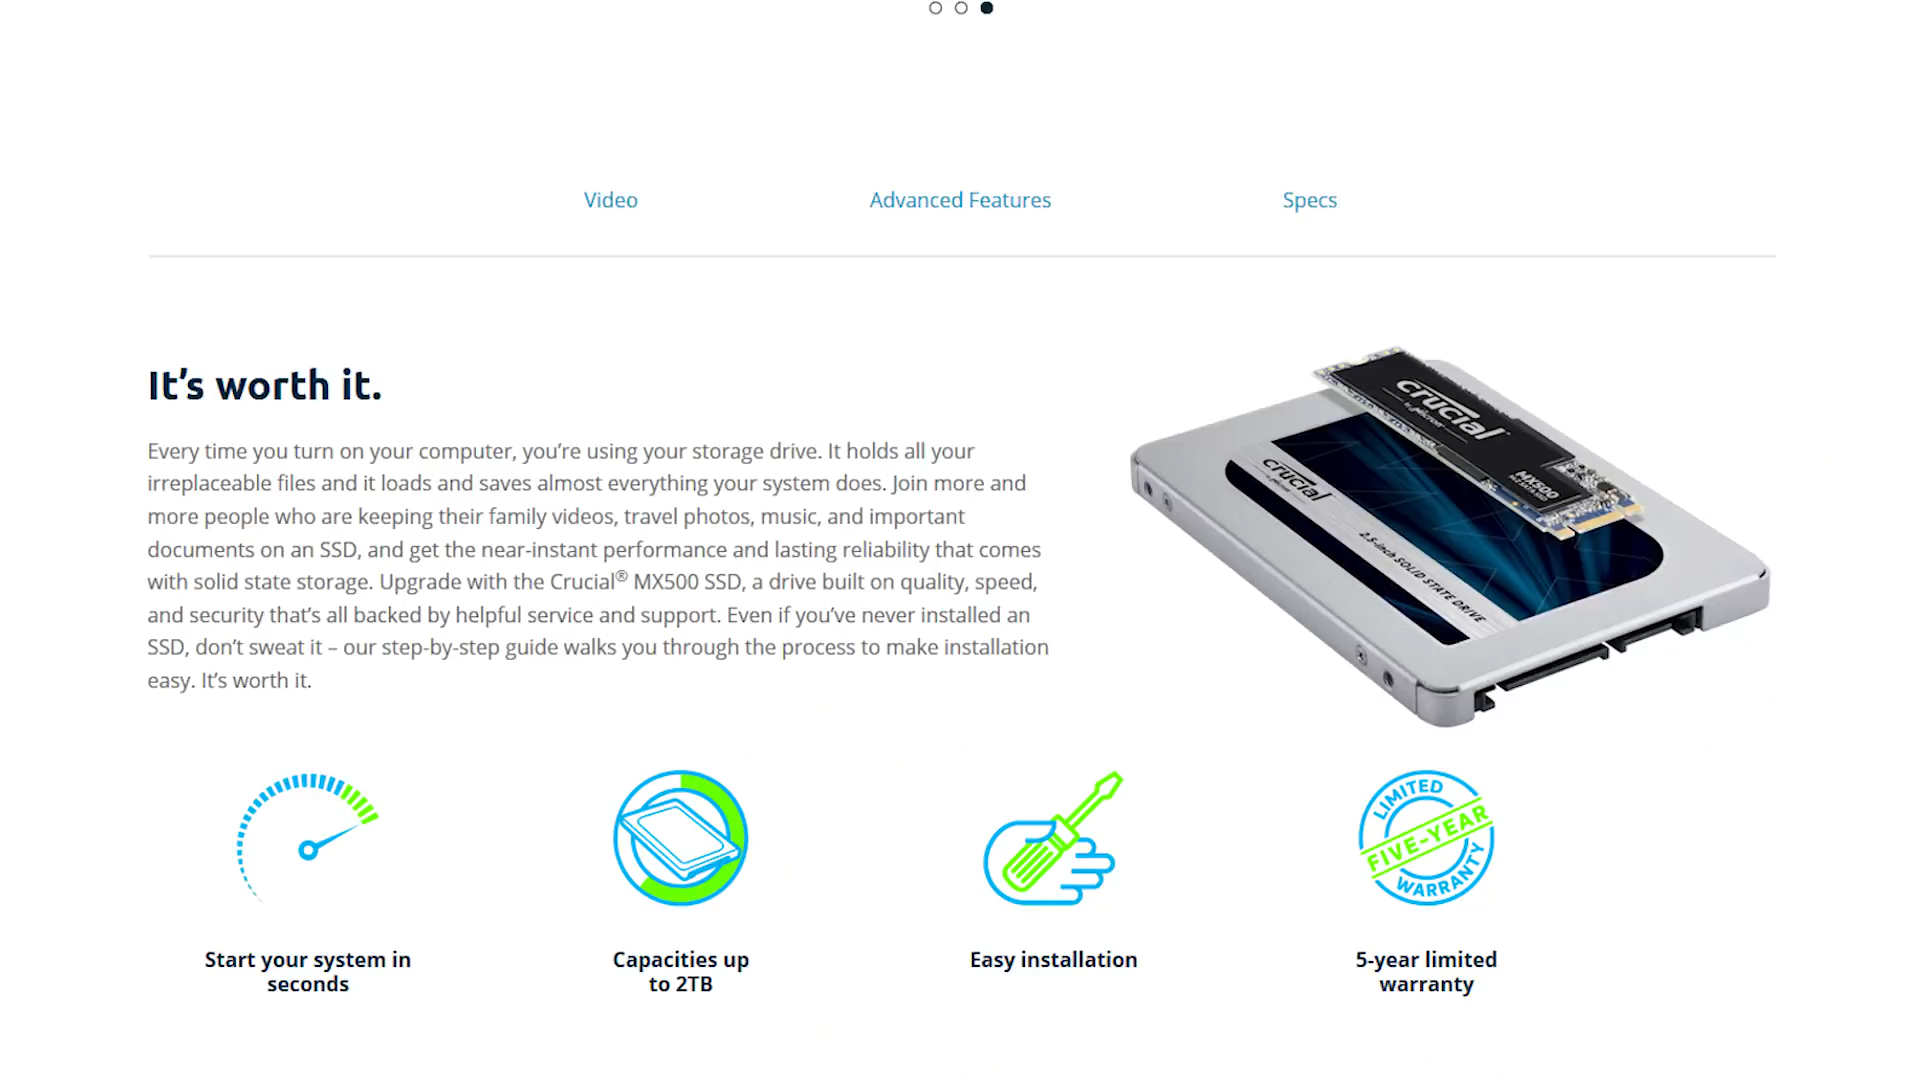 Video
Advanced Features
Specs
It's worth it.
Every time you turn on your computer, you're using your storage drive. It holds all your
irreplaceable files and it loads and saves almost everything your system does. Join more and
more people who are keeping their family videos, travel photos, music, and important
documents on an SSD, and get the near-instant performance and lasting reliability that comes
with solid state storage. Upgrade with the Crucial® MX500 SSD, a drive built on quality, speed,
and security that's all backed by helpful service and support. Even if you've never installed an
SSD, don't sweat it – our step-by-step guide walks you through the process to make installation
easy. It's worth it.
crucial
by micron
MX500
crucial
2.5-inch SOLID STATE DRIVE
LIMITED
FIVE-YEAR
WARRANTY
Start your system in
seconds
Capacities up
to 2TB
Easy installation
5-year limited
warranty